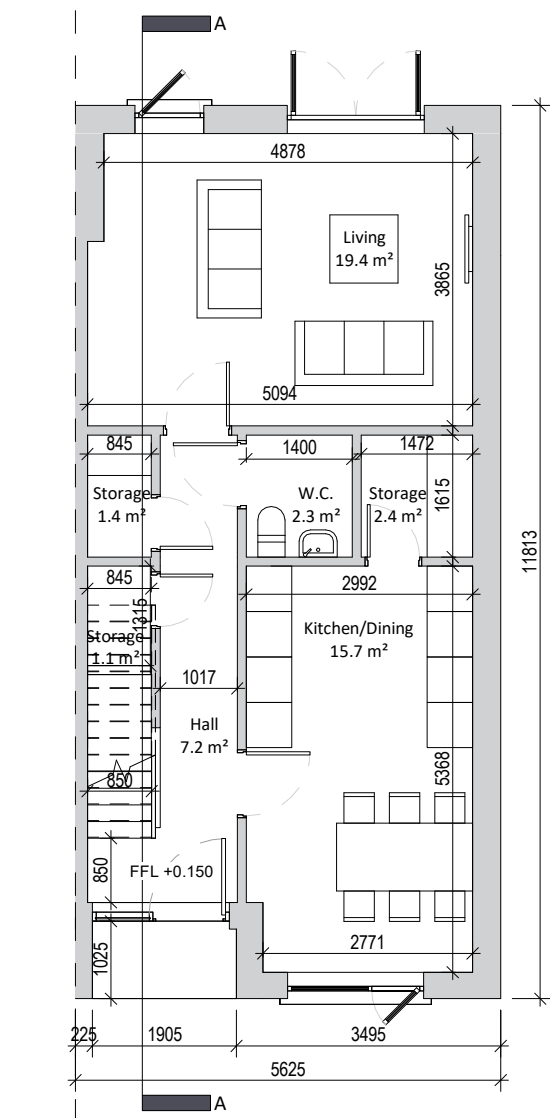 A
4878
Living
19.4 m²
3865
5094
845
1400
1472
Storage
1.4 m²
W.C.
2.3 m²
Storage
2.4 m²
1615
11813
845
2992
1315
Storage
1.1 m²
Kitchen/Dining
15.7 m²
1017
Hall
7.2 m²
5368
850
850
FFL +0.150
1025
2771
225
1905
3495
5625
A